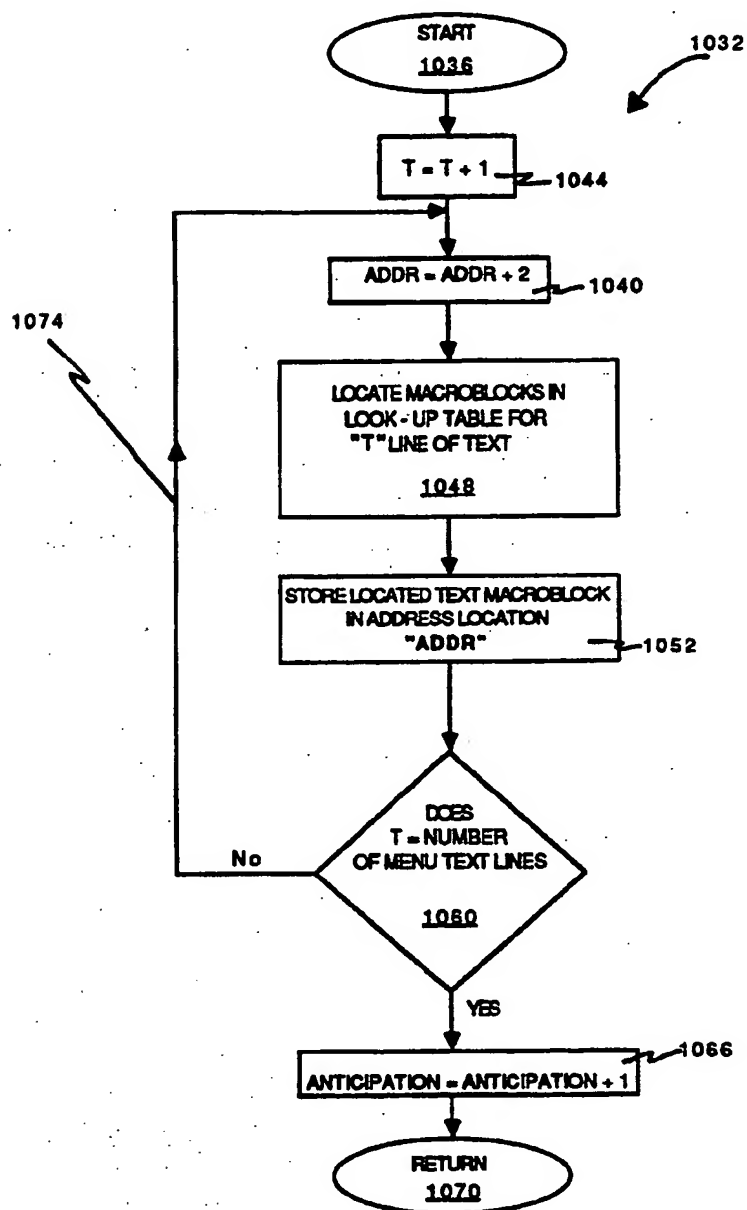 START
1036
1032
T = T + 1
1044
ADDR = ADDR + 2
1040
1074
LOCATE MACROBLOCKS IN
LOOK - UP TABLE FOR
"T" LINE OF TEXT
1048
STORE LOCATED TEXT MACROBLOCK
IN ADDRESS LOCATION
"ADDR"
1052
DOES
T = NUMBER
OF MENU TEXT LINES
1060
No
YES
1066
ANTICIPATION = ANTICIPATION + 1
RETURN
1070